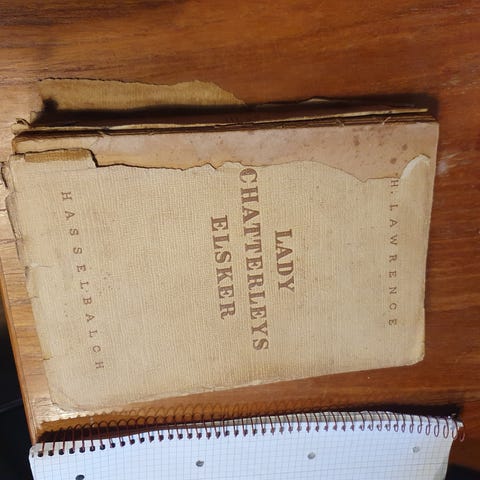 H. LAWRENCE
LADY
CHATTERLEYS
ELSKER
HASSELBALCH